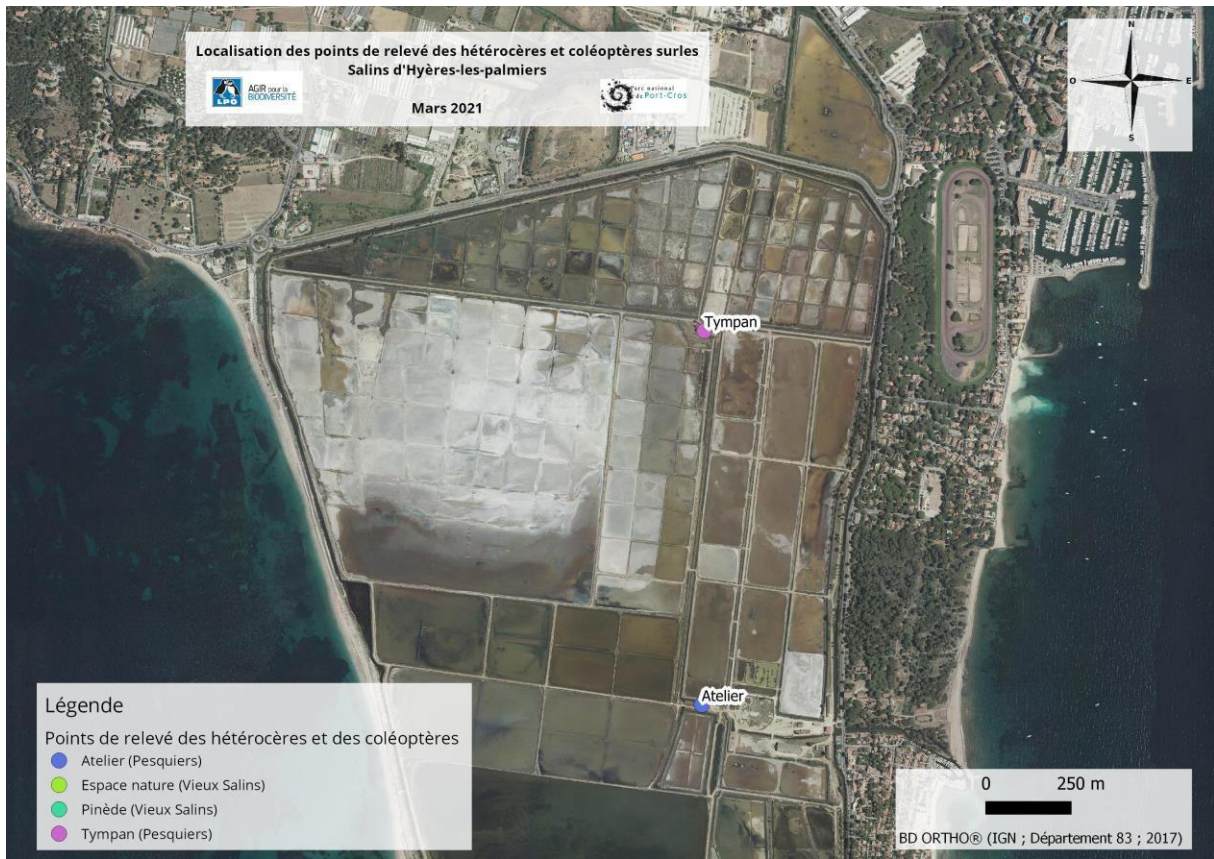 Localisation des points de relevé des hétérocères et coléoptères surles
Salins d'Hyères-les-palmiers
LPO
AGIR pour la
BIODIVERSITÉ
Parc national
de Port-Cros
Mars 2021
N
O
E
S
Tympan
Atelier
Légende
Points de relevé des hétérocères et des coléoptères
Atelier (Pesquiers)
Espace nature (Vieux Salins)
Pinède (Vieux Salins)
Tympan (Pesquiers)
0 250 m
BD ORTHO® (IGN ; Département 83 ; 2017)